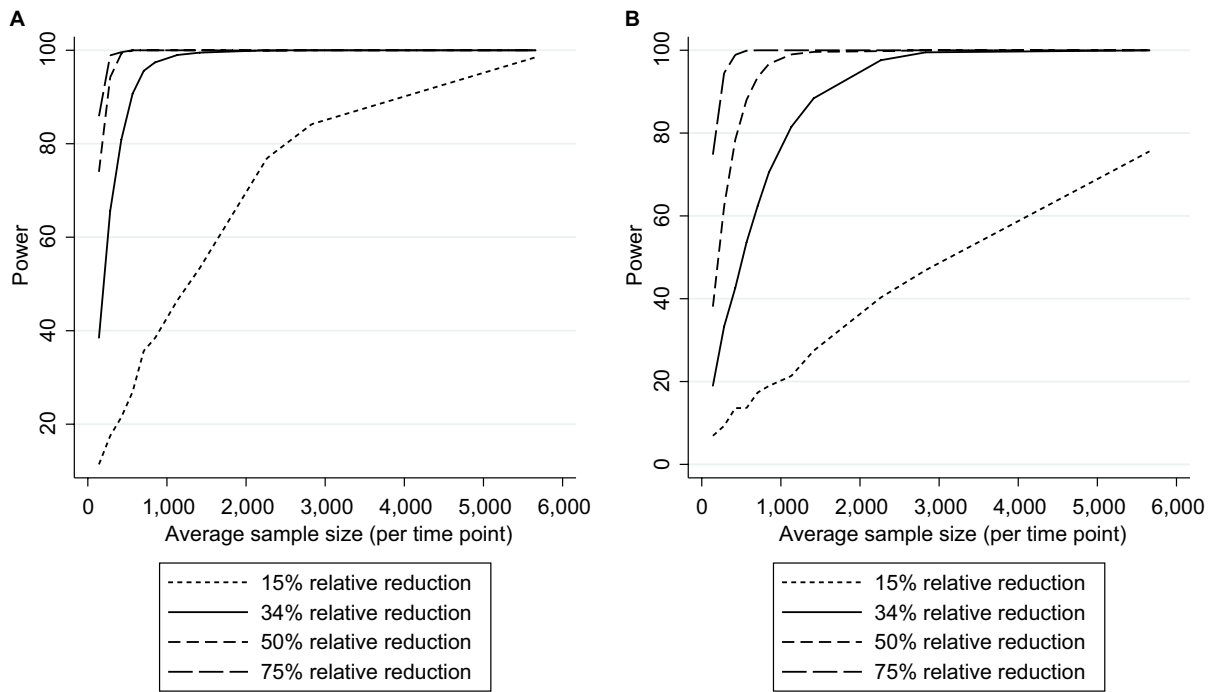 A
100
80
60
40
20
Power
0 1,000 2,000 3,000 4,000 5,000 6,000
Average sample size (per time point)
15% relative reduction
34% relative reduction
50% relative reduction
75% relative reduction
B
100
80
60
40
20
0
Power
0 1,000 2,000 3,000 4,000 5,000 6,000
Average sample size (per time point)
15% relative reduction
34% relative reduction
50% relative reduction
75% relative reduction